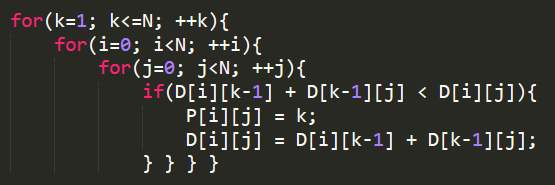 for(k=1; k<=N; ++k){
for(i=0; i<N; ++i){
for(j=0; j<N; ++j){
if(D[i][k-1] + D[k-1][j] < D[i][j]){
P[i][j] = k;
D[i][j] = D[i][k-1] + D[k-1][j];
} } } }